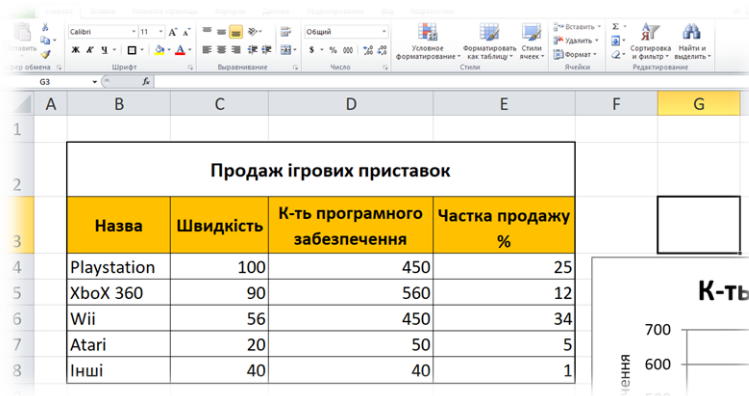 Calibri 11 Общий Вставить
Удалить
Ж К Ч % 000 Условное Форматировать Стили Формат Сортировка Найти и
форматирование как таблицу ячеек и фильтр выделить
Шрифт Выравнивание Число Стили Ячейки Редактирование
G3 fx
A B C D E F G
1
2 Продаж ігрових приставок
3 Назва Швидкість К-ть програмного забезпечення Частка продажу %
4 Playstation 100 450 25
5 XboX 360 90 560 12
6 Wii 56 450 34
7 Atari 20 50 5
8 Інші 40 40 1
К-ть
700
600